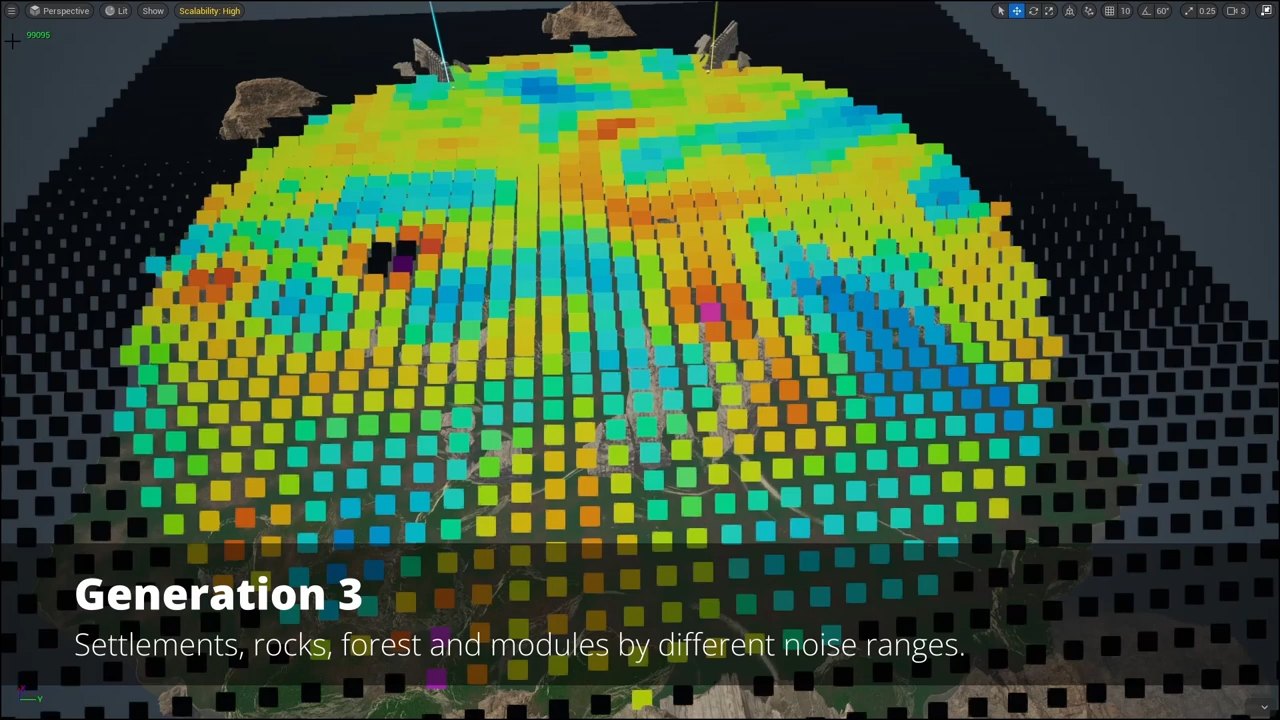 Perspective Lit Show Scalability: High 10 60° 0.25 3
99095
Generation 3
Settlements, rocks, forest and modules by different noise ranges.
Y